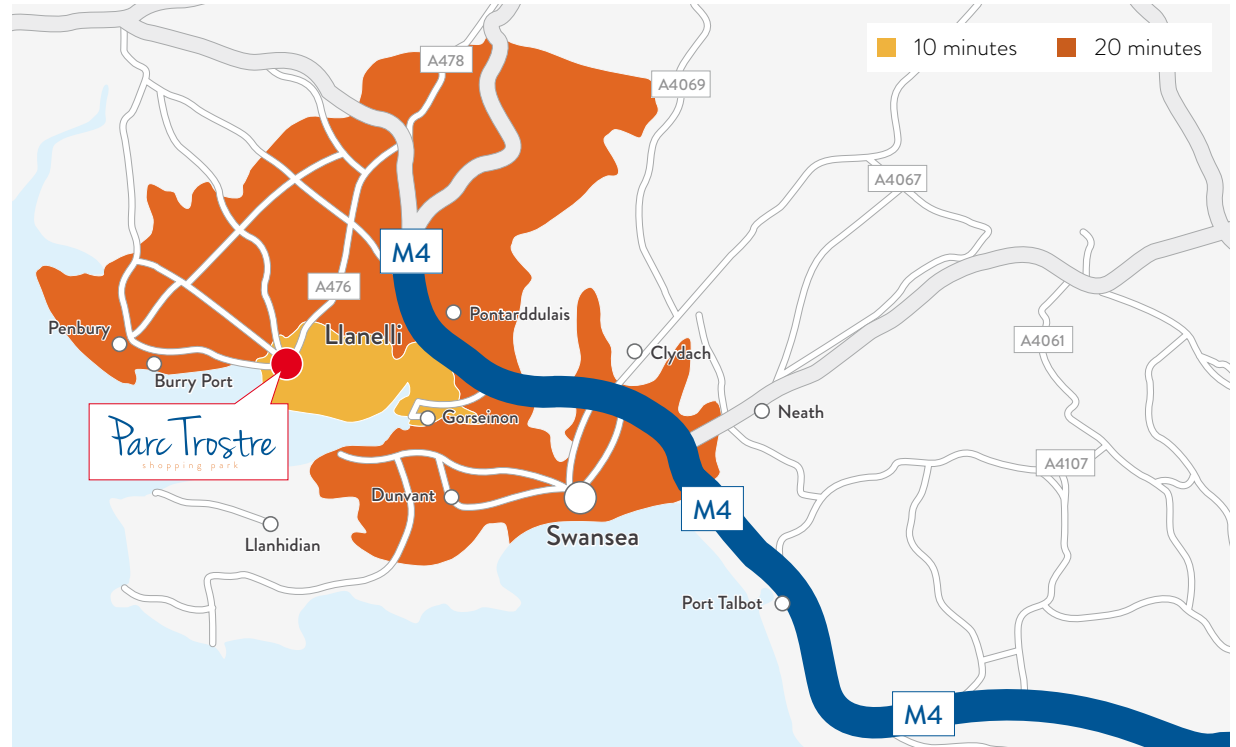 10 minutes
20 minutes
A478
A4069
A4067
M4
A476
Pontarddulais
Penbury
Llanelli
A4061
Clydach
Burry Port
Neath
Gorseinon
Parc Trostre
shopping park
A4107
Dunvant
M4
Swansea
Llanhidian
Port Talbot
M4